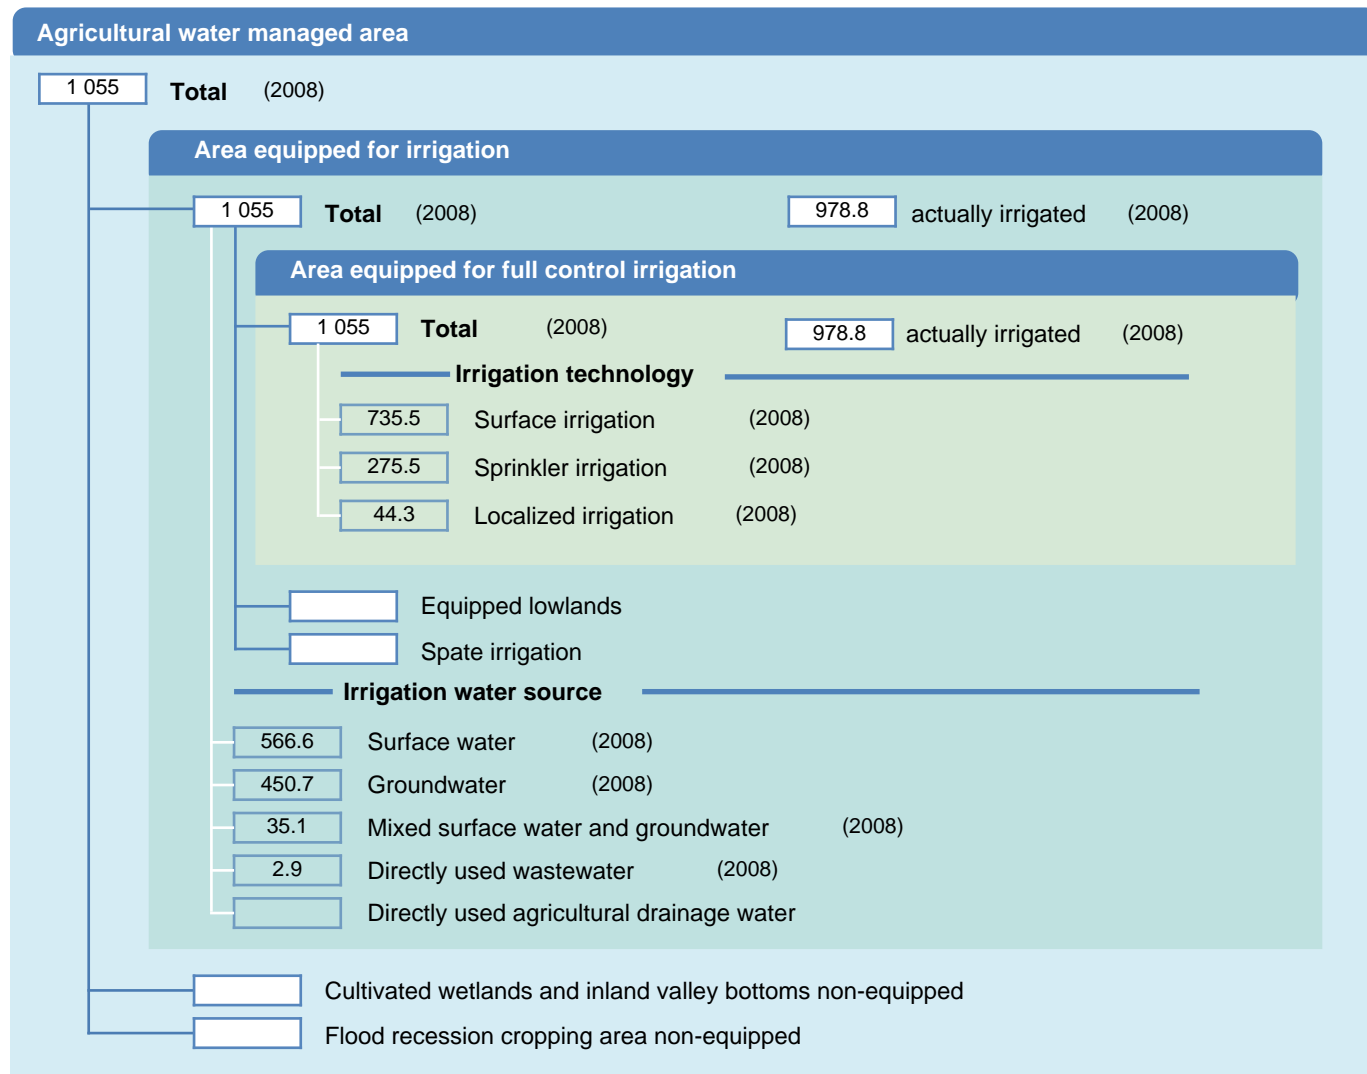 Agricultural water managed area
1 055 Total (2008)
Area equipped for irrigation
1 055 Total (2008) 978.8 actually irrigated (2008)
Area equipped for full control irrigation
1 055 Total (2008) 978.8 actually irrigated (2008)
Irrigation technology
735.5 Surface irrigation (2008)
275.5 Sprinkler irrigation (2008)
44.3 Localized irrigation (2008)
Equipped lowlands
Spate irrigation
Irrigation water source
566.6 Surface water (2008)
450.7 Groundwater (2008)
35.1 Mixed surface water and groundwater (2008)
2.9 Directly used wastewater (2008)
Directly used agricultural drainage water
Cultivated wetlands and inland valley bottoms non-equipped
Flood recession cropping area non-equipped